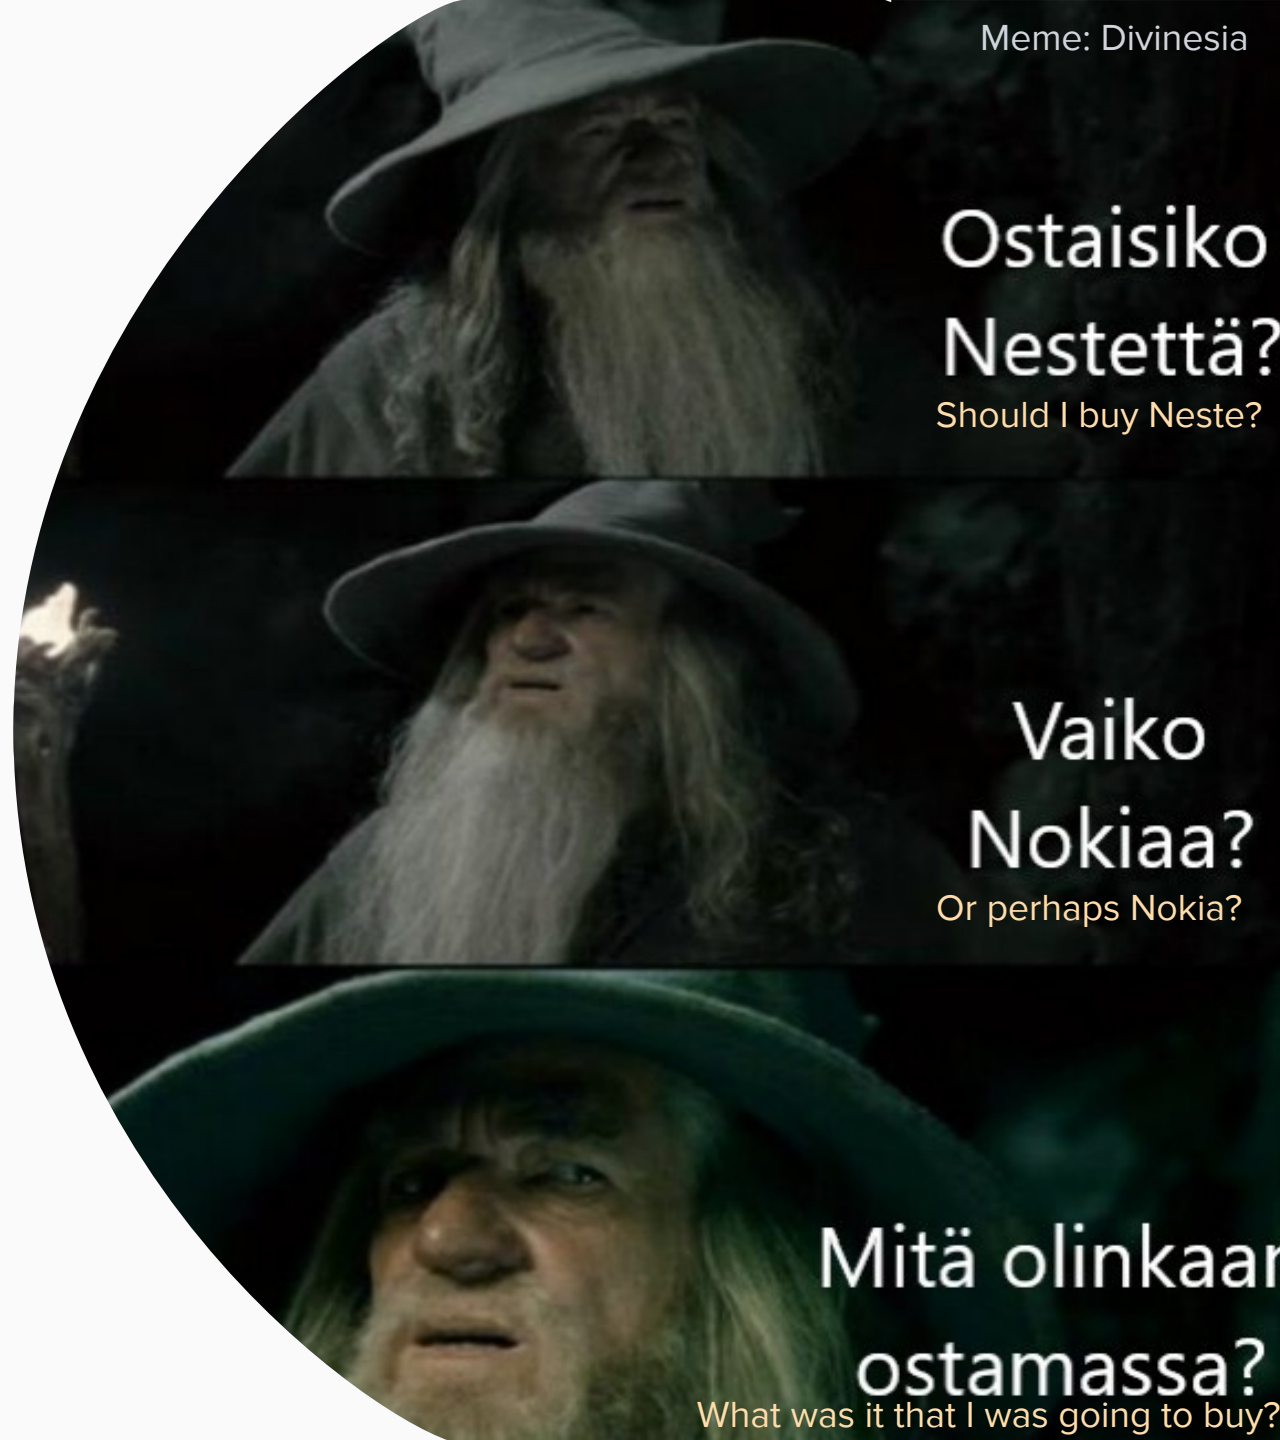 Meme: Divinesia
Ostaisiko
Nestettä?
Should I buy Neste?
Vaiko
Nokiaa?
Or perhaps Nokia?
Mitä olinkaan
ostamassa?
What was it that I was going to buy?